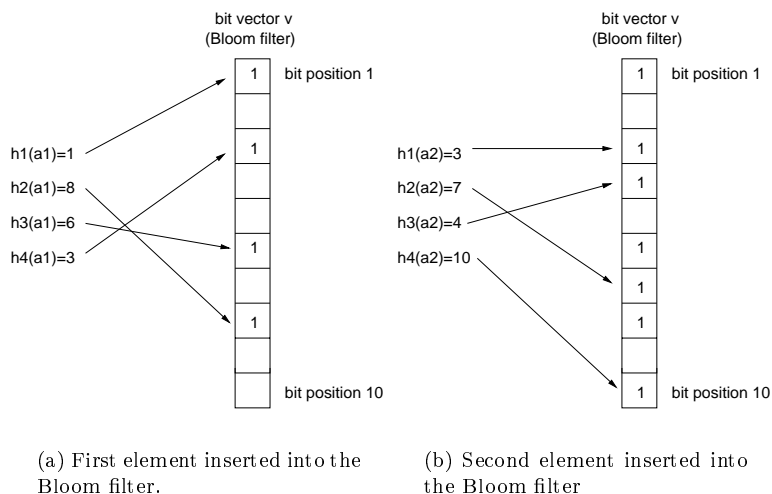 bit vector v
(Bloom filter)
1
bit position 1
h1(a1)=1
1
h2(a1)=8
h3(a1)=6
1
h4(a1)=3
1
bit position 10
(a) First element inserted into the
Bloom filter.
bit vector v
(Bloom filter)
1
bit position 1
h1(a2)=3
1
h2(a2)=7
1
h3(a2)=4
1
h4(a2)=10
1
1
1
bit position 10
(b) Second element inserted into
the Bloom filter